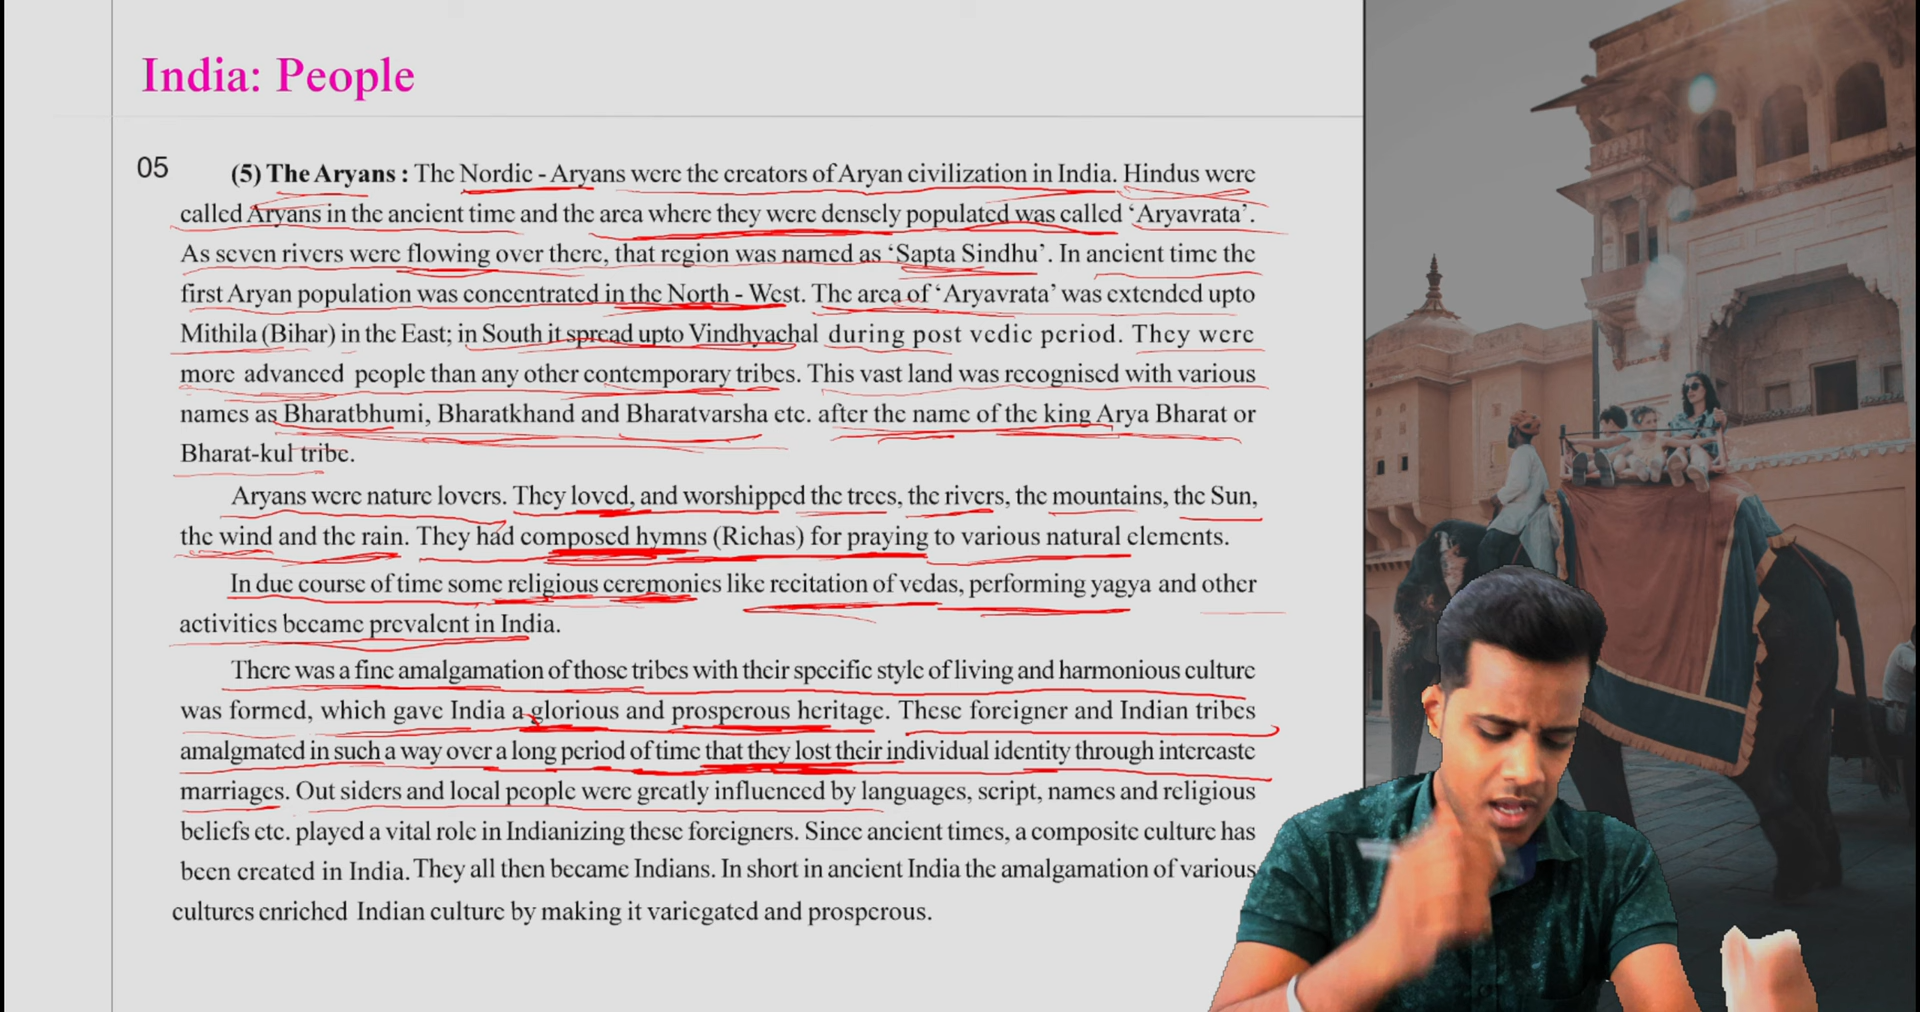 India: People
05
(5) The Aryans : The Nordic - Aryans were the creators of Aryan civilization in India. Hindus were
called Aryans in the ancient time and the area where they were densely populated was called ‘Aryavrata’.
As seven rivers were flowing over there, that region was named as ‘Sapta Sindhu’. In ancient time the
first Aryan population was concentrated in the North - West. The area of ‘Aryavrata’ was extended upto
Mithila (Bihar) in the East; in South it spread upto Vindhyachal during post vedic period. They were
more advanced people than any other contemporary tribes. This vast land was recognised with various
names as Bharatbhumi, Bharatkhand and Bharatvarsha etc. after the name of the king Arya Bharat or
Bharat-kul tribe.
Aryans were nature lovers. They loved, and worshipped the trees, the rivers, the mountains, the Sun,
the wind and the rain. They had composed hymns (Richas) for praying to various natural elements.
In due course of time some religious ceremonies like recitation of vedas, performing yagya and other
activities became prevalent in India.
There was a fine amalgamation of those tribes with their specific style of living and harmonious culture
was formed, which gave India a glorious and prosperous heritage. These foreigner and Indian tribes
amalgmated in such a way over a long period of time that they lost their individual identity through intercaste
marriages. Out siders and local people were greatly influenced by languages, script, names and religious
beliefs etc. played a vital role in Indianizing these foreigners. Since ancient times, a composite culture has
been created in India. They all then became Indians. In short in ancient India the amalgamation of various
cultures enriched Indian culture by making it variegated and prosperous.